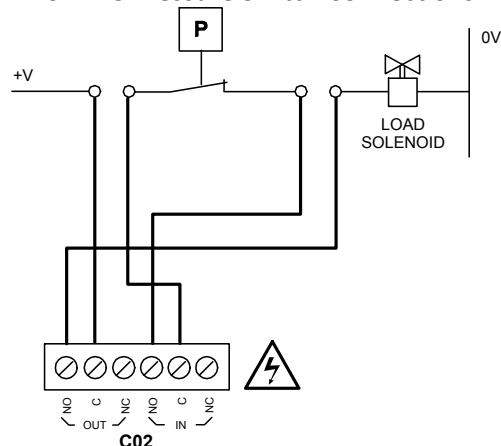 P
+V
0V
LOAD
SOLENOID
NO C NC NO C NC
OUT IN
C02